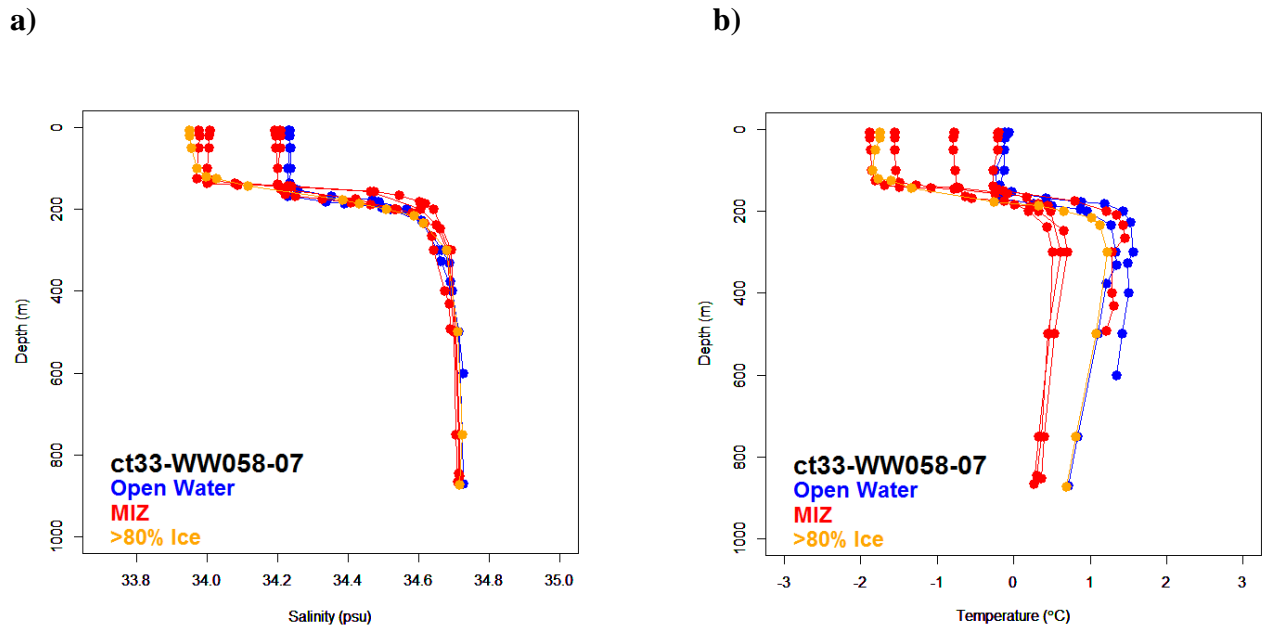 a)
b)
0
200
400
600
800
1000
Depth (m)
ct33-WW058-07
Open Water
MIZ
>80% Ice
33.8 34.0 34.2 34.4 34.6 34.8 35.0
Salinity (psu)
0
200
400
600
800
1000
Depth (m)
ct33-WW058-07
Open Water
MIZ
>80% Ice
-3 -2 -1 0 1 2 3
Temperature (°C)